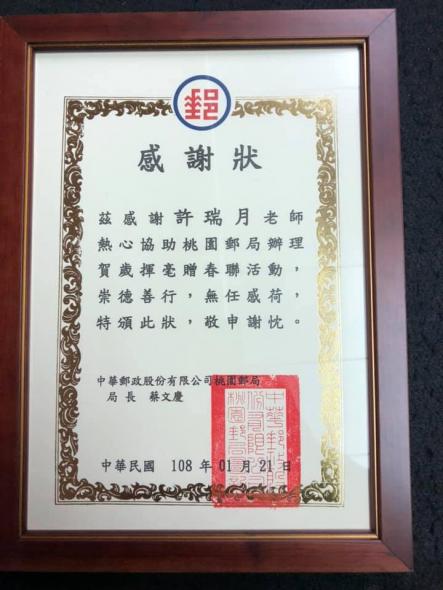 郵
感謝狀
茲感謝許瑞月老師
熱心協助桃園郵局辦理
賀歲揮毫贈春聯活動，
崇德善行，無任感荷，
特頒此狀，敬申謝忱。
中華郵政股份有限公司桃園郵局
局長 蔡文慶
中華民國 108 年 01 月 21 日